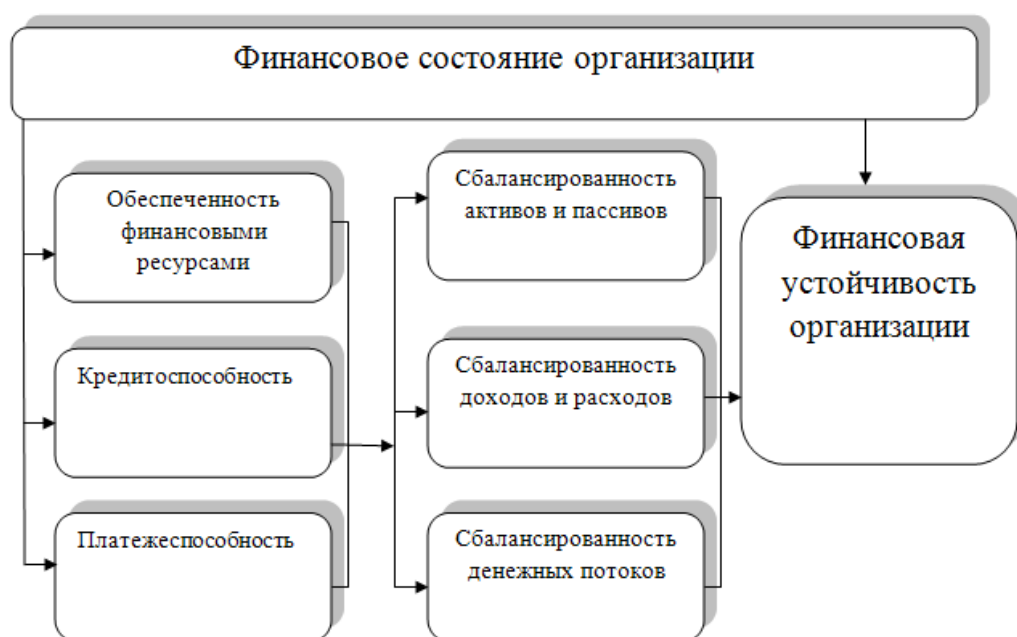 Финансовое состояние организации
Обеспеченность
финансовыми
ресурсами
Кредитоспособность
Платежеспособность
Сбалансированность
активов и пассивов
Сбалансированность
доходов и расходов
Сбалансированность
денежных потоков
Финансовая
устойчивость
организации